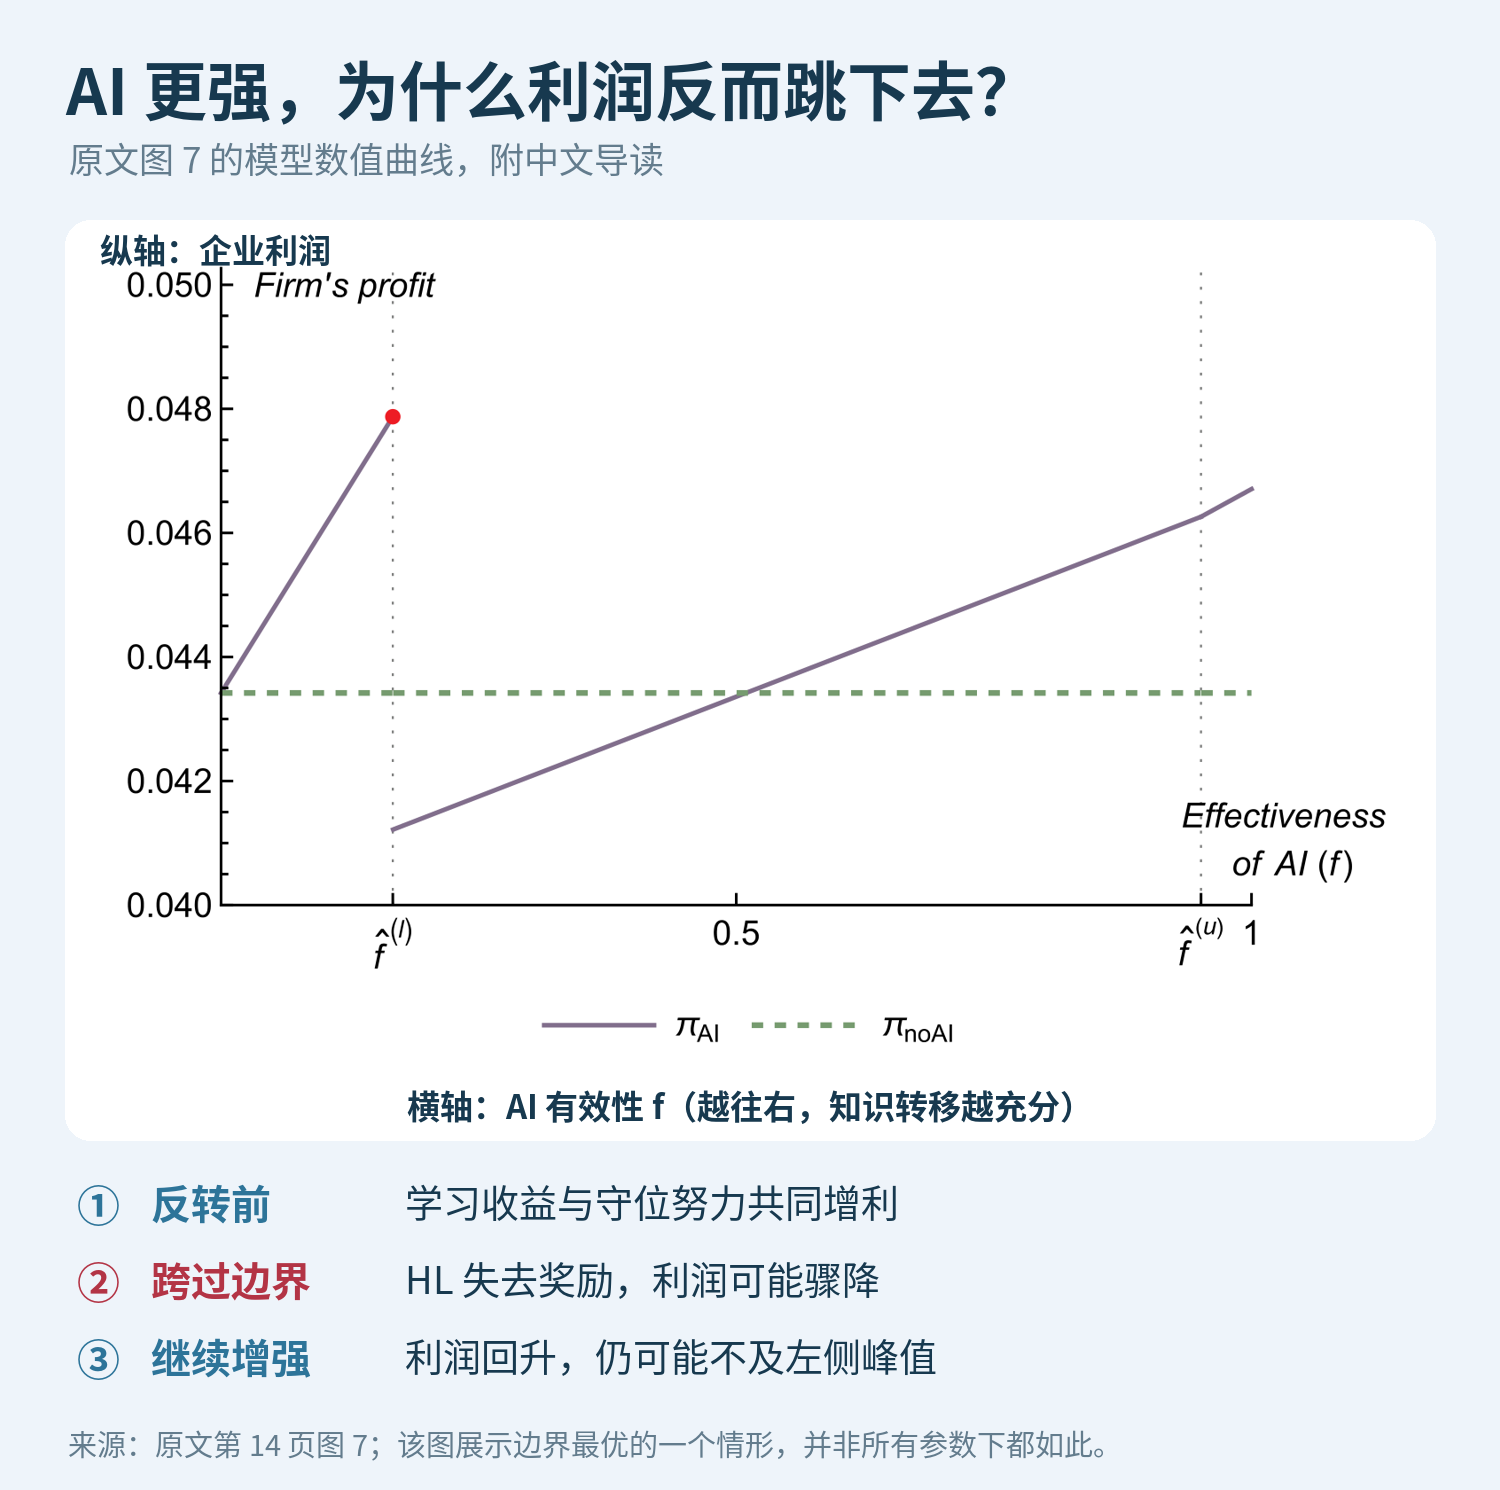 AI 更强，为什么利润反而跳下去？
原文图 7 的模型数值曲线，附中文导读
纵轴：企业利润
0.050
Firm's profit
0.048
0.046
0.044
0.042
Effectiveness
of AI (f)
0.040
f̂^(l)
0.5
f̂^(u)
1
π_AI
π_noAI
横轴：AI 有效性 f（越往右，知识转移越充分）
① 反转前 学习收益与守位努力共同增利
② 跨过边界 HL 失去奖励，利润可能骤降
③ 继续增强 利润回升，仍可能不及左侧峰值
来源：原文第 14 页图 7；该图展示边界最优的一个情形，并非所有参数下都如此。